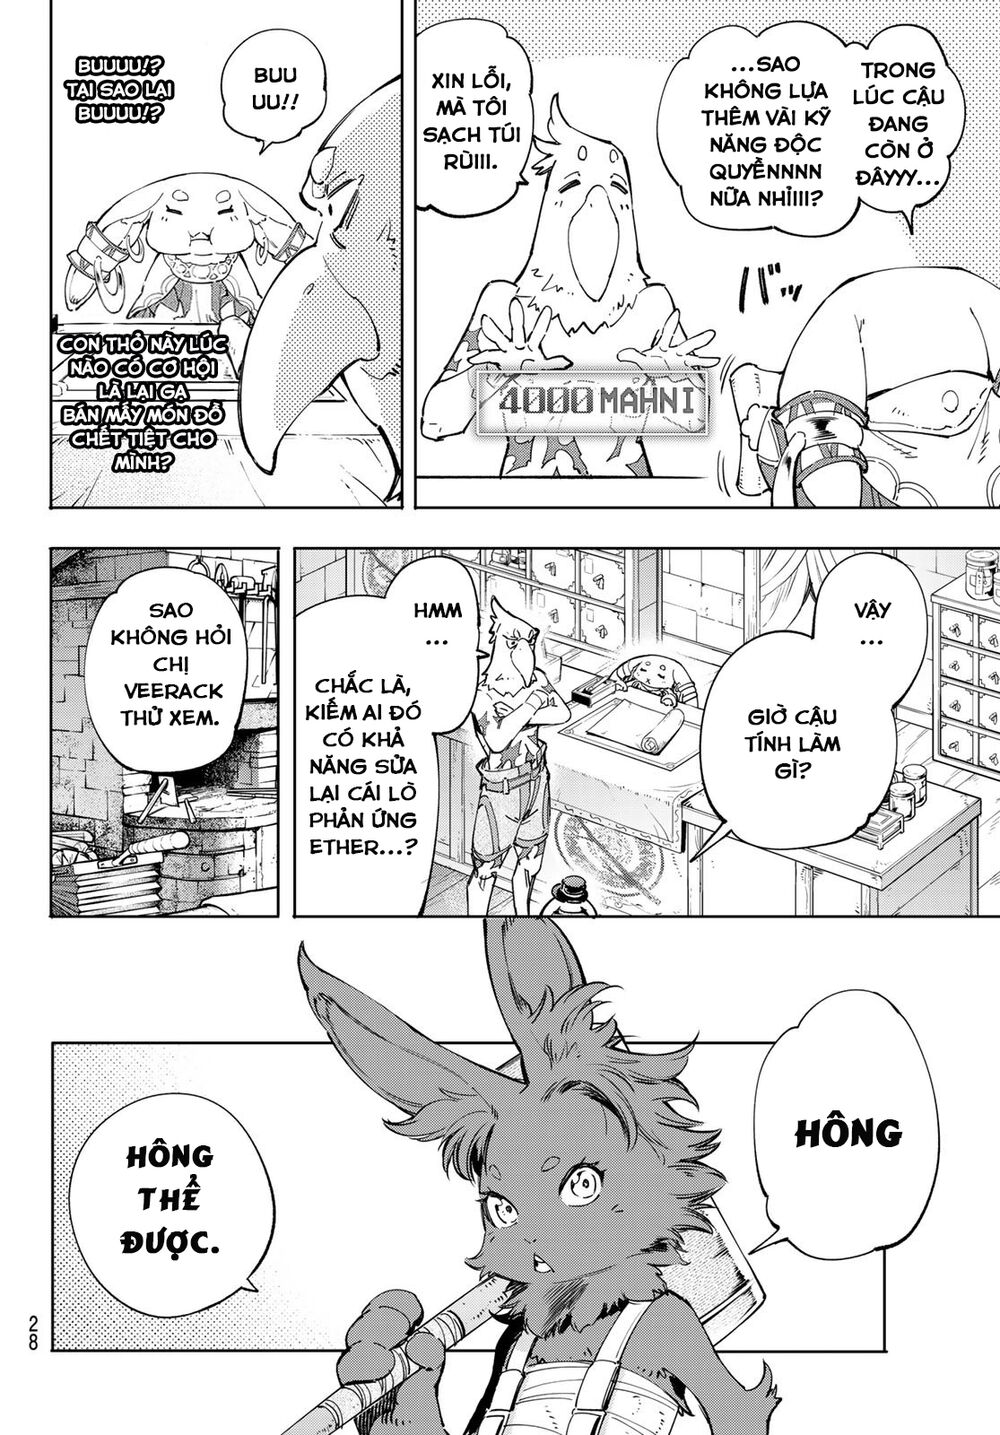 TRONG
LÚC CẬU
ĐANG
CÒN Ở
ĐÂYYY...
...SAO
KHÔNG LỰA
THÊM VÀI KỸ
NĂNG ĐỘC
QUYỀNNNN
NỮA NHỈIII?
XIN LỖI,
MÀ TÔI
SẠCH TÚI
RÙIII.
バッ
4000 MAHNI
BUU
UU!!
BUUUU!?
TẠI SAO LẠI
BUUUU!?
CON THỎ NÀY LÚC
NÀO CÓ CƠ HỘI
LÀ LẠI GẠ
BÁN MẤY MÓN ĐỒ
CHẾT TIỆT CHO
MÌNH?
VẬY
...
GIỜ CẬU
TÍNH LÀM
GÌ?
HMM
...
CHẮC LÀ,
KIẾM AI ĐÓ
CÓ KHẢ
NĂNG SỬA
LẠI CÁI LÒ
PHẢN ỨNG
ETHER...?
SAO
KHÔNG HỎI
CHỊ
VEERACK
THỬ XEM.
HÔNG
HÔNG
THỂ
ĐƯỢC.
28